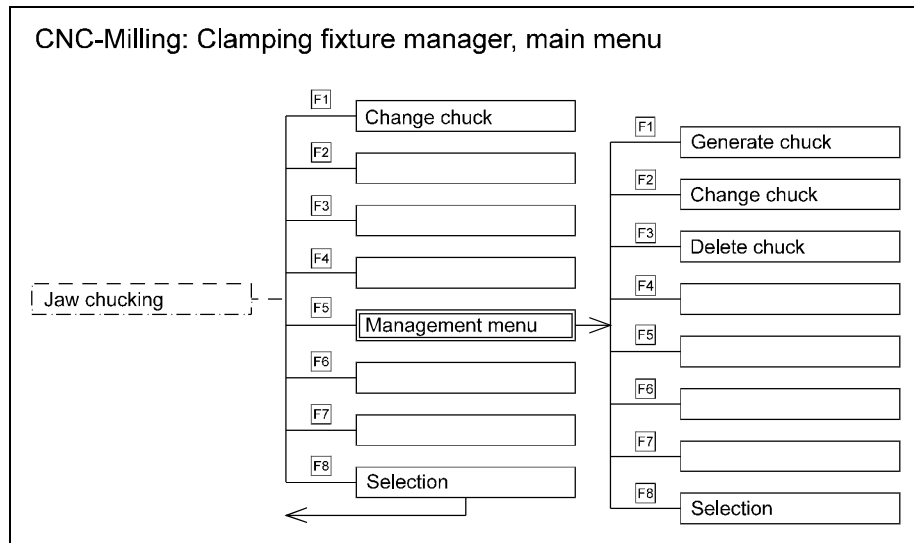 CNC-Milling: Clamping fixture manager, main menu
Jaw chucking
F1
Change chuck
F2
F3
F4
F5
Management menu
F6
F7
F8
Selection
F1
Generate chuck
F2
Change chuck
F3
Delete chuck
F4
F5
F6
F7
F8
Selection